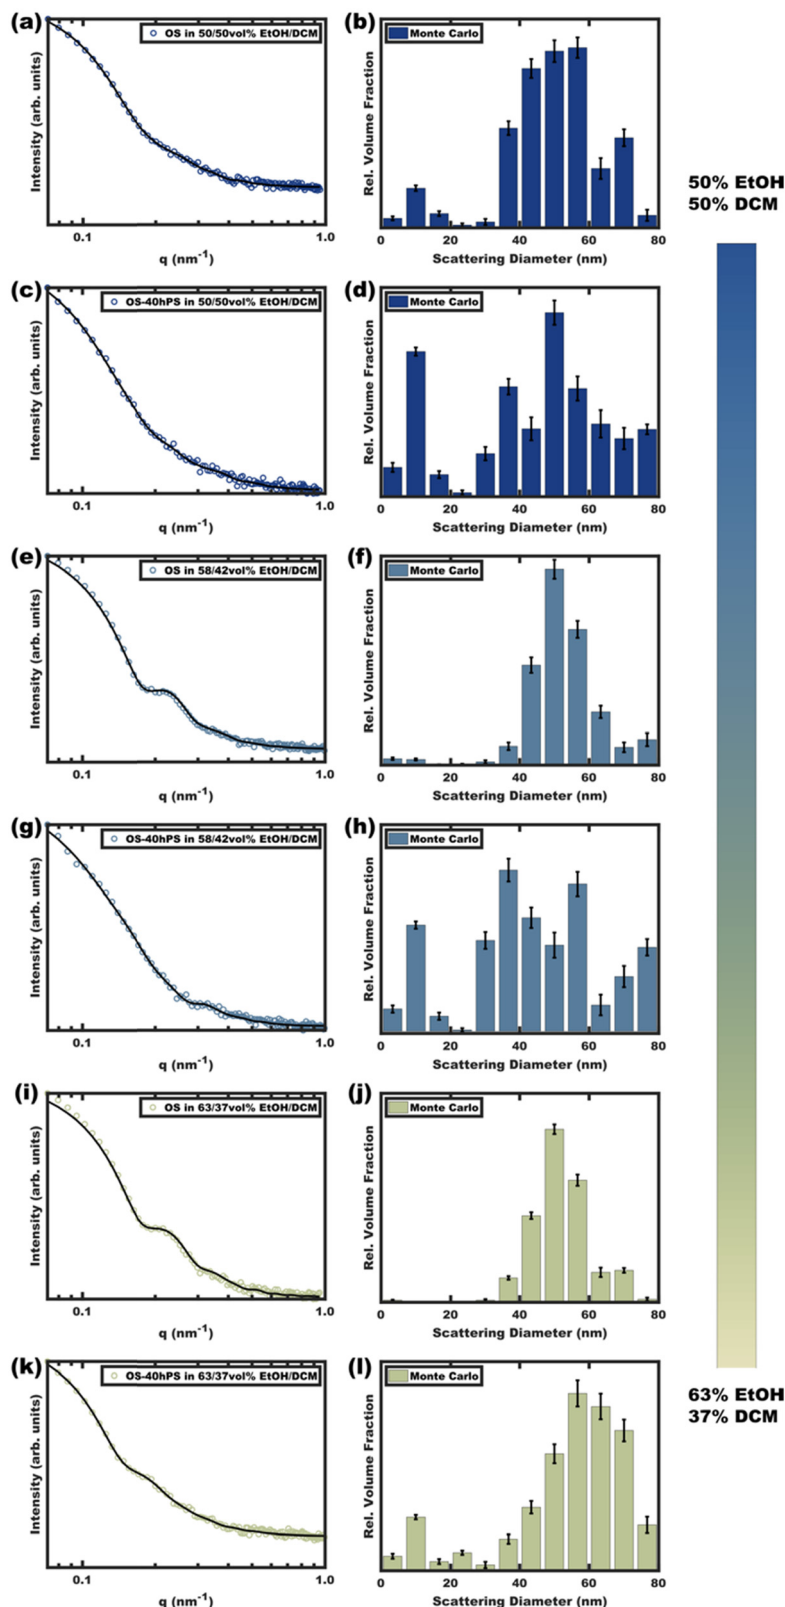 (a)
OS in 50/50vol% EtOH/DCM
Intensity (arb. units)
0.1
1.0
q (nm⁻¹)
(b)
Monte Carlo
Rel. Volume Fraction
0
20
40
60
80
Scattering Diameter (nm)
50% EtOH
50% DCM
(c)
OS-40hPS in 50/50vol% EtOH/DCM
Intensity (arb. units)
0.1
1.0
q (nm⁻¹)
(d)
Monte Carlo
Rel. Volume Fraction
0
20
40
60
80
Scattering Diameter (nm)
(e)
OS in 58/42vol% EtOH/DCM
Intensity (arb. units)
0.1
1.0
q (nm⁻¹)
(f)
Monte Carlo
Rel. Volume Fraction
0
20
40
60
80
Scattering Diameter (nm)
(g)
OS-40hPS in 58/42vol% EtOH/DCM
Intensity (arb. units)
0.1
1.0
q (nm⁻¹)
(h)
Monte Carlo
Rel. Volume Fraction
0
20
40
60
80
Scattering Diameter (nm)
(i)
OS in 63/37vol% EtOH/DCM
Intensity (arb. units)
0.1
1.0
q (nm⁻¹)
(j)
Monte Carlo
Rel. Volume Fraction
0
20
40
60
80
Scattering Diameter (nm)
(k)
OS-40hPS in 63/37vol% EtOH/DCM
Intensity (arb. units)
0.1
1.0
q (nm⁻¹)
(l)
Monte Carlo
Rel. Volume Fraction
0
20
40
60
80
Scattering Diameter (nm)
63% EtOH
37% DCM